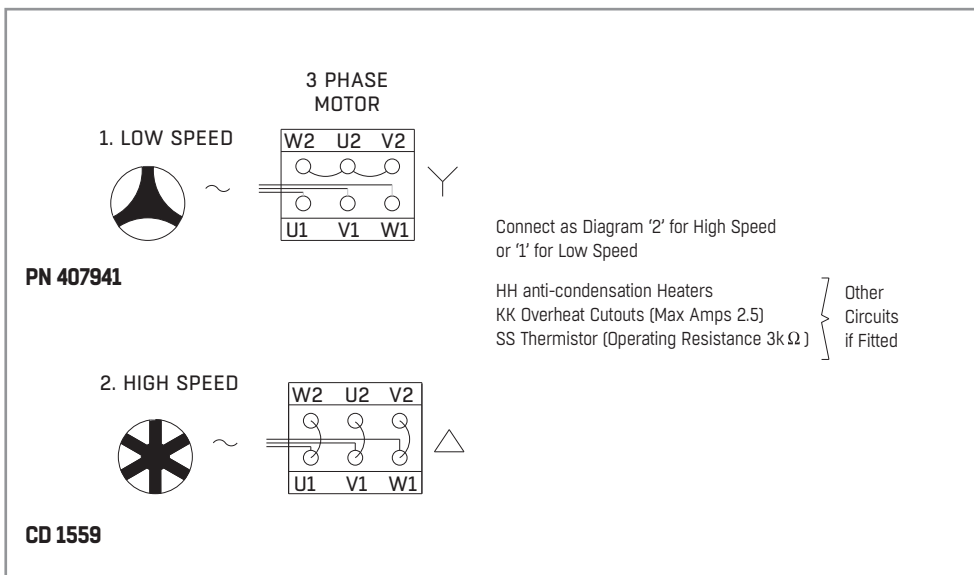 3 PHASE
MOTOR
1. LOW SPEED
W2 U2 V2
U1 V1 W1
PN 407941
Connect as Diagram ‘2’ for High Speed
or ‘1’ for Low Speed
HH anti-condensation Heaters
KK Overheat Cutouts (Max Amps 2.5)
SS Thermistor (Operating Resistance 3k Ω )
Other
Circuits
if Fitted
2. HIGH SPEED
W2 U2 V2
U1 V1 W1
CD 1559